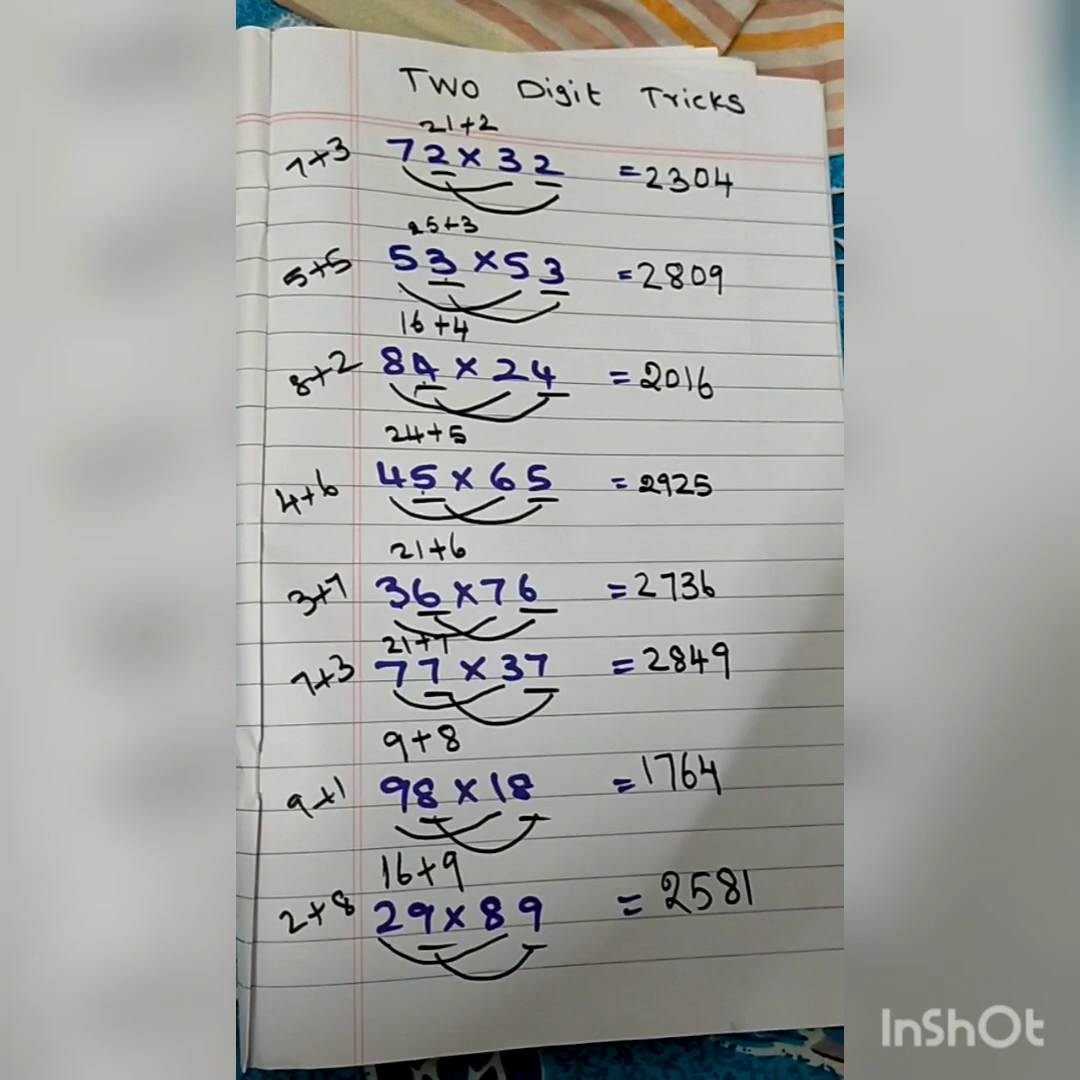 Two Digit Tricks
21+2
7+3 72 × 32 = 2304
25+3
5+5 53 × 53 = 2809
16+4
8+2 84 × 24 = 2016
24+5
4+6 45 × 65 = 2925
21+6
3+7 36 × 76 = 2736
21+7
7+3 77 × 37 = 2849
9+8
9+1 98 × 18 = 1764
16+9
2+8 29 × 89 = 2581
InShOt